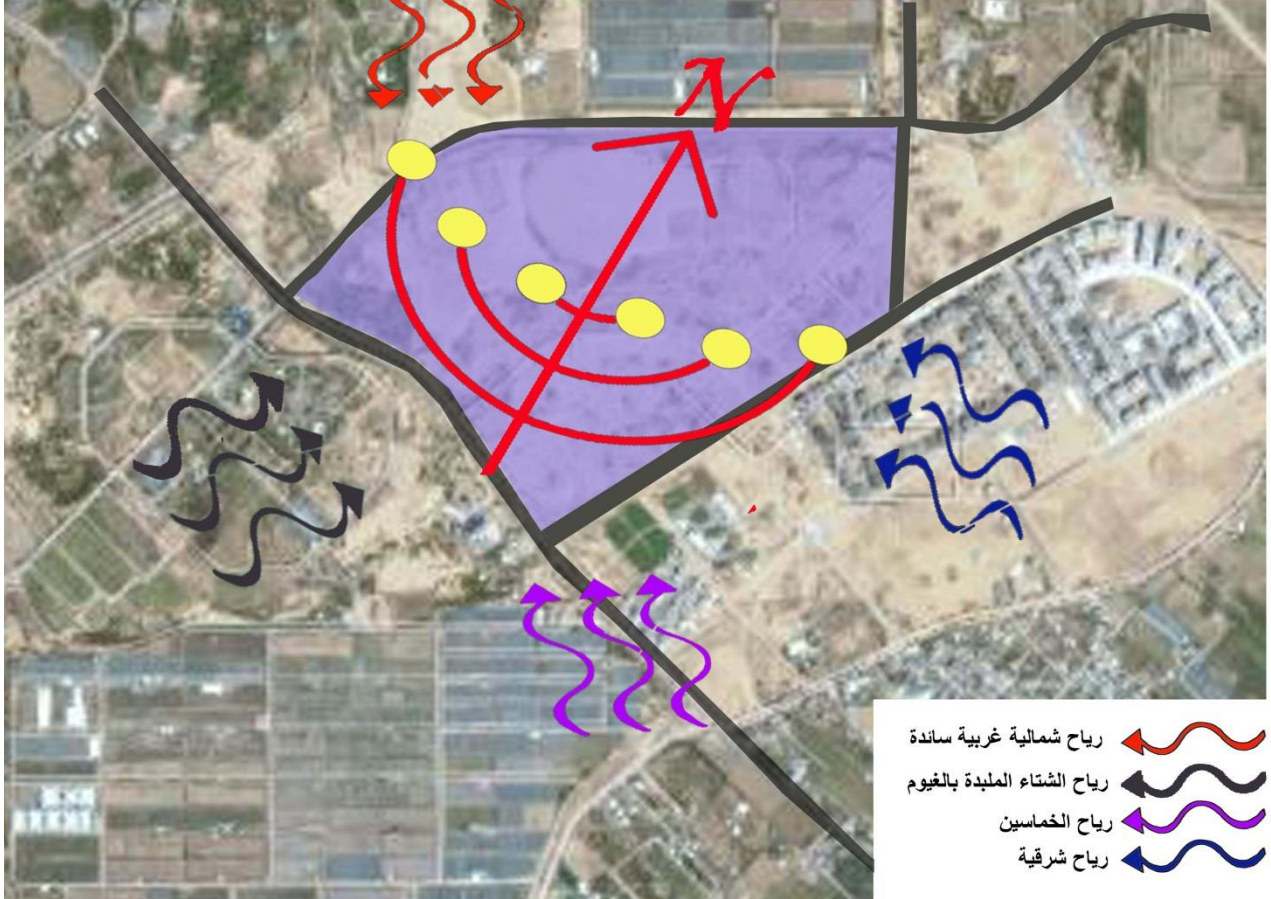 N
رياح شمالية غربية سائدة
رياح الشتاء الملبدة بالغيوم
رياح الخماسين
رياح شرقية